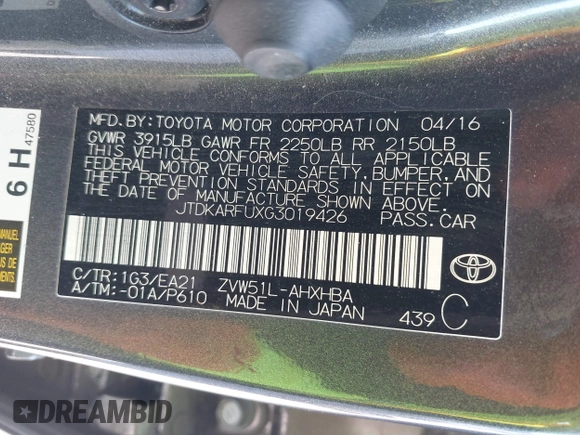 MFD.BY:TOYOTA MOTOR CORPORATION 04/16
GVWR 3915LB GAWR FR 2250LB RR 2150LB
THIS VEHICLE CONFORMS TO ALL APPLICABLE
FEDERAL MOTOR VEHICLE SAFETY, BUMPER, AND
THEFT PREVENTION STANDARDS IN EFFECT ON
THE DATE OF MANUFACTURE SHOWN ABOVE.
JTDKARFUXG3019426 PASS.CAR
C/TR:1G3/EA21 ZVW51L-AHXHBA
A/TM:-01A/P610 MADE IN JAPAN
439 C
6 H
47580
DREAMBID